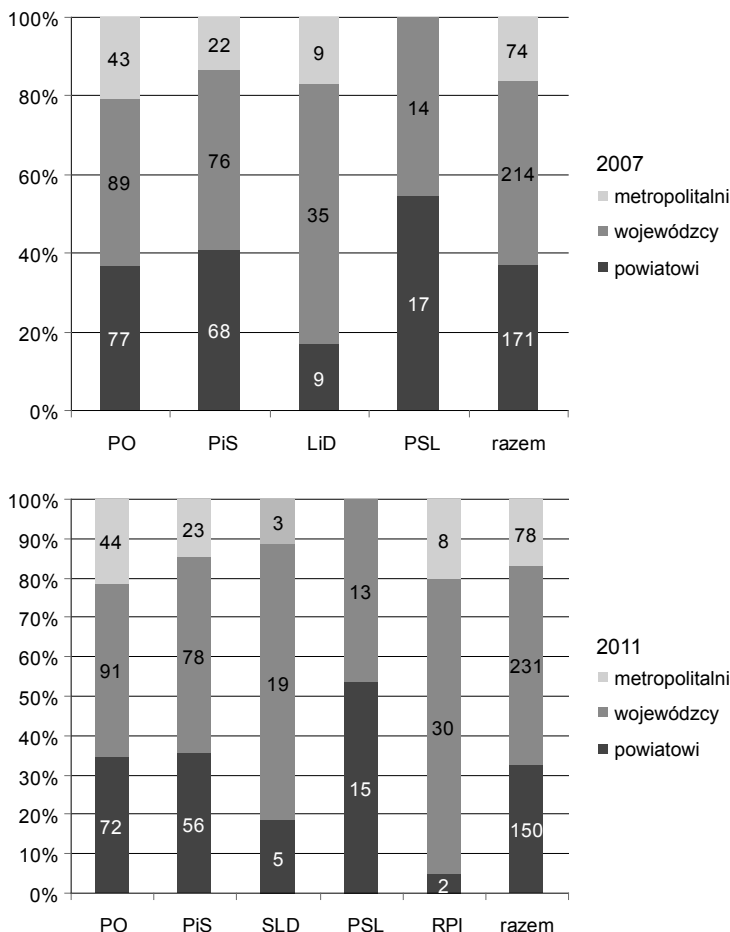 100%
80%
60%
40%
20%
0%
43 22 9 74
89 76 35 14 214
77 68 9 17 171
PO PiS LiD PSL razem
2007
metropolitalni
wojewódzcy
powiatowi
100%
90%
80%
70%
60%
50%
40%
30%
20%
10%
0%
44 23 3 8 78
91 78 19 13 30 231
72 56 5 15 2 150
PO PiS SLD PSL RPI razem
2011
metropolitalni
wojewódzcy
powiatowi